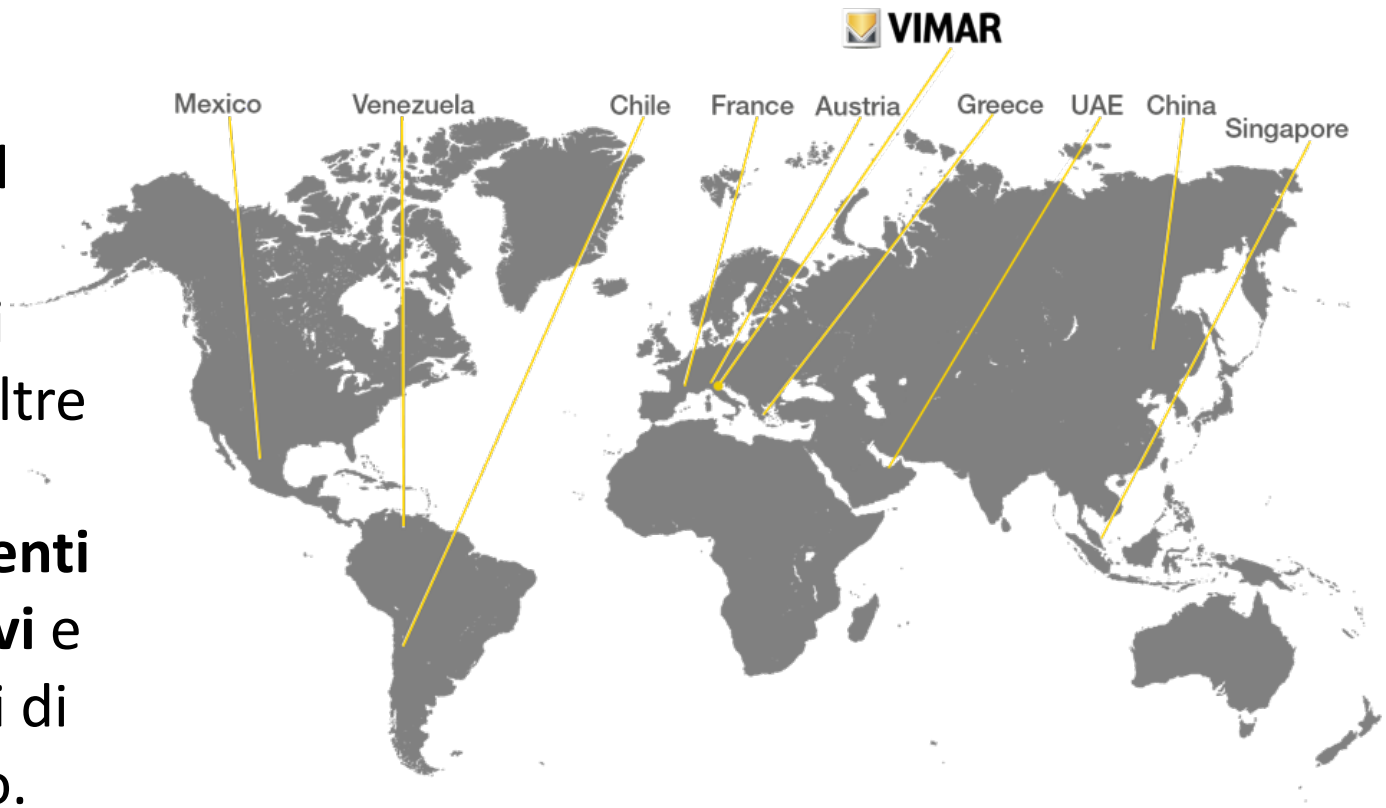 VIMAR
Mexico Venezuela Chile France Austria Greece UAE China
Singapore
i
ltre
enti
vi e
i di
o.